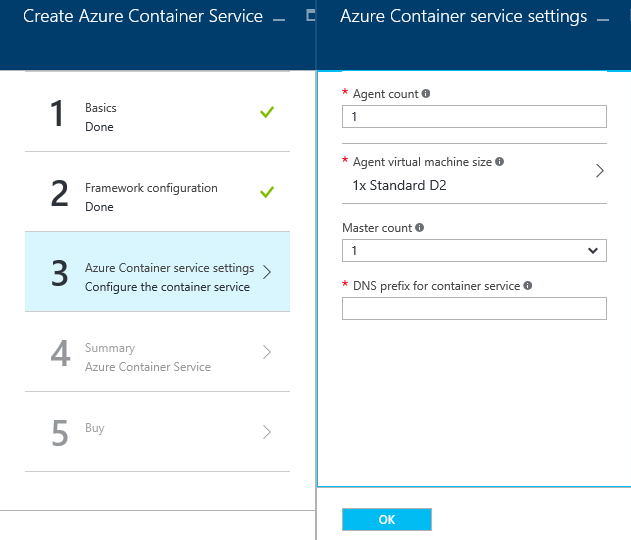 Create Azure Container Service
1
Basics
Done
2
Framework configuration
Done
3
Azure Container service settings
Configure the container service
4
Summary
Azure Container Service
5
Buy
Azure Container service settings
* Agent count
1
* Agent virtual machine size
1x Standard D2
Master count
1
* DNS prefix for container service
OK